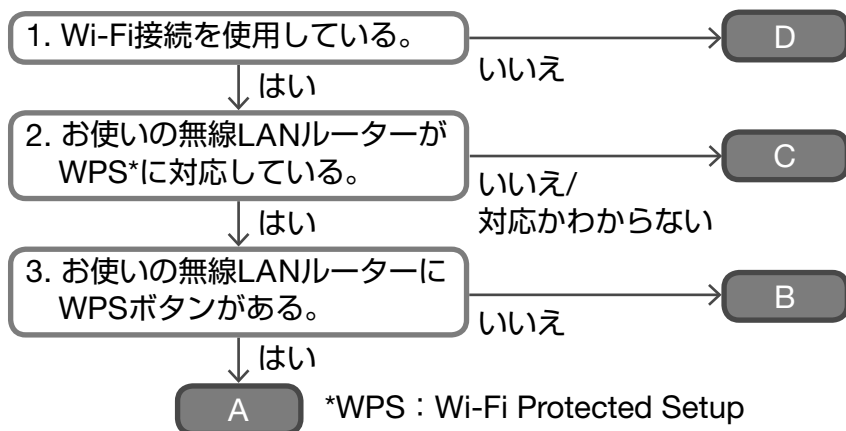 1. Wi-Fi接続を使用している。
いいえ
D
はい
2. お使いの無線LANルーターが
WPS*に対応している。
いいえ/
対応かわからない
C
はい
3. お使いの無線LANルーターに
WPSボタンがある。
いいえ
B
はい
A
*WPS：Wi-Fi Protected Setup